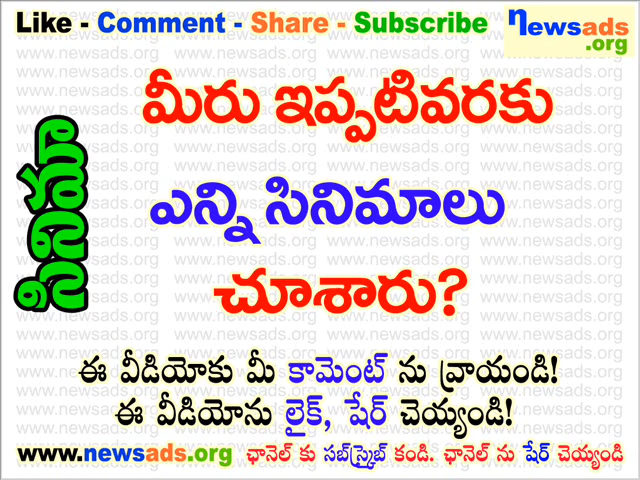 Like - Comment - Share - Subscribe
newsads
.org
సినిమా
మీరు ఇప్పటివరకు
ఎన్ని సినిమాలు
చూశారు?
ఈ వీడియోకు మీ కామెంట్ ను వ్రాయండి!
ఈ వీడియోను లైక్, షేర్ చెయ్యండి!
www.newsads.org ఛానెల్ కు సబ్‌స్క్రైబ్ కండి. ఛానెల్ ను షేర్ చెయ్యండి